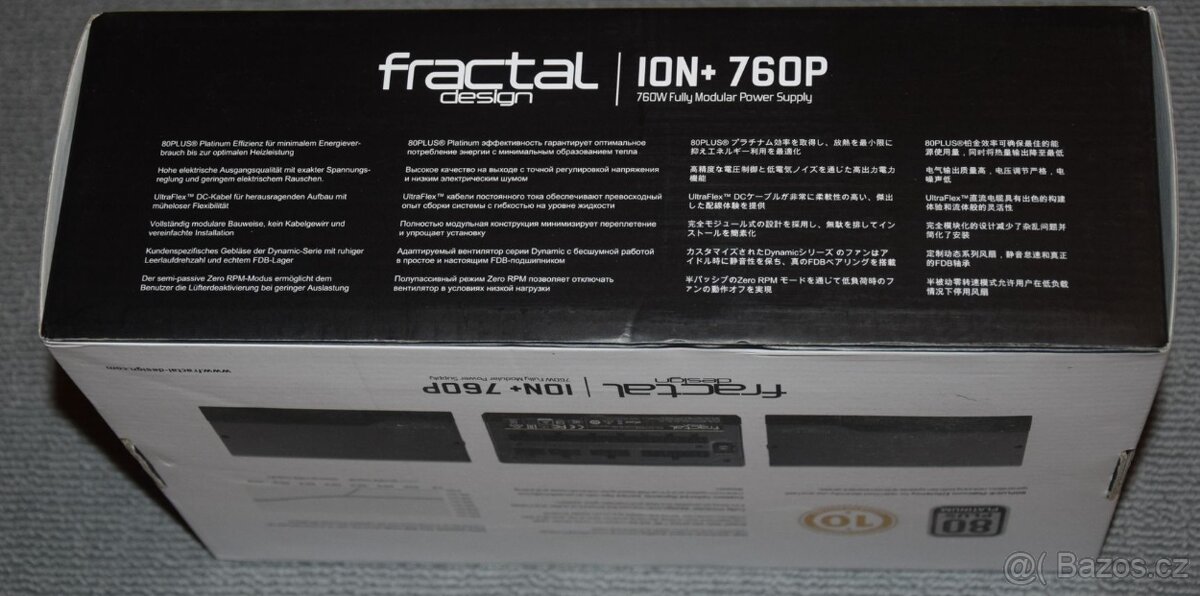 fractal
design
ION+ 760P
760W Fully Modular Power Supply
80PLUS® Platinum Effizienz für minimalem Energiever-
brauch bis zur optimalen Heizleistung
Hohe elektrische Ausgangsqualität mit exakter Spannungs-
reglung und geringem elektrischem Rauschen.
UltraFlex™ DC-Kabel für herausragenden Aufbau mit
müheloser Flexibilität
Vollständig modulare Bauweise, kein Kabelgewirr und
vereinfachte Installation
Kundenspezifisches Gebläse der Dynamic-Serie mit ruhiger
Leerlaufdrehzahl und echtem FDB-Lager
Der semi-passive Zero RPM-Modus ermöglicht dem
Benutzer die Lüfterdeaktivierung bei geringer Auslastung
80PLUS® Platinum эффективность гарантирует оптимальное
потребление энергии с минимальным образованием тепла
Высокое качество на выходе с точной регулировкой напряжения
и низким электрическим шумом
UltraFlex™ кабели постоянного тока обеспечивают превосходный
опыт сборки системы с гибкостью на уровне жидкости
Полностью модульная конструкция минимизирует переплетение
и упрощает установку
Адаптируемый вентилятор серии Dynamic с бесшумной работой
в простое и настоящим FDB-подшипником
Полупассивный режим Zero RPM позволяет отключать
вентилятор в условиях низкой нагрузки
80PLUS® プラチナム効率を取得し、放熱を最小限に
抑えエネルギー利用を最適化
高精度な電圧制御と低電気ノイズを通じた高出力電力
機能
UltraFlex™ DCケーブルが非常に柔軟性の高い、傑出
した配線体験を提供
完全モジュール式の設計を採用し、無駄を排してイン
ストールを簡素化
カスタマイズされたDynamicシリーズ のファンはア
イドル時に静音性を保ち、真のFDBベアリングを搭載
半パッシブのZero RPM モードを通じて低負荷時のフ
ァンの動作オフを実現
80PLUS®铂金效率可确保最佳的能
源使用量，同时将热量输出降至最低
电气输出质量高，电压调节严格，电
噪声低
UltraFlex™直流电缆具有出色的构建
体验和流体般的灵活性
完全模块化的设计减少了杂乱问题并
简化了安装
定制动态系列风扇，静音怠速和真正
的FDB轴承
半被动零转速模式允许用户在低负载
情况下停用风扇
www.fractal-design.com
ION+ 760P
760W Fully Modular Power Supply
fractal
design
fractal
10
80
PLUS
PLATINUM
@( Bazos.cz